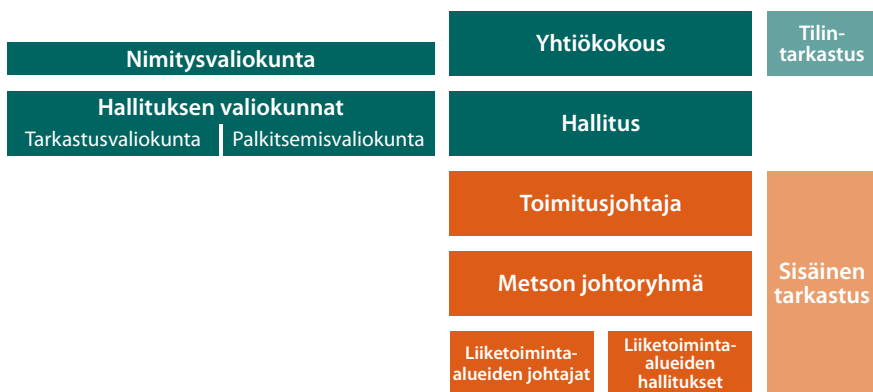 Nimitysvaliokunta
Yhtiökokous
Tilin-
tarkastus
Hallituksen valiokunnat
Tarkastusvaliokunta
Palkitsemisvaliokunta
Hallitus
Toimitusjohtaja
Metson johtoryhmä
Sisäinen
tarkastus
Liiketoiminta-
alueiden johtajat
Liiketoiminta-
alueiden
hallitukset